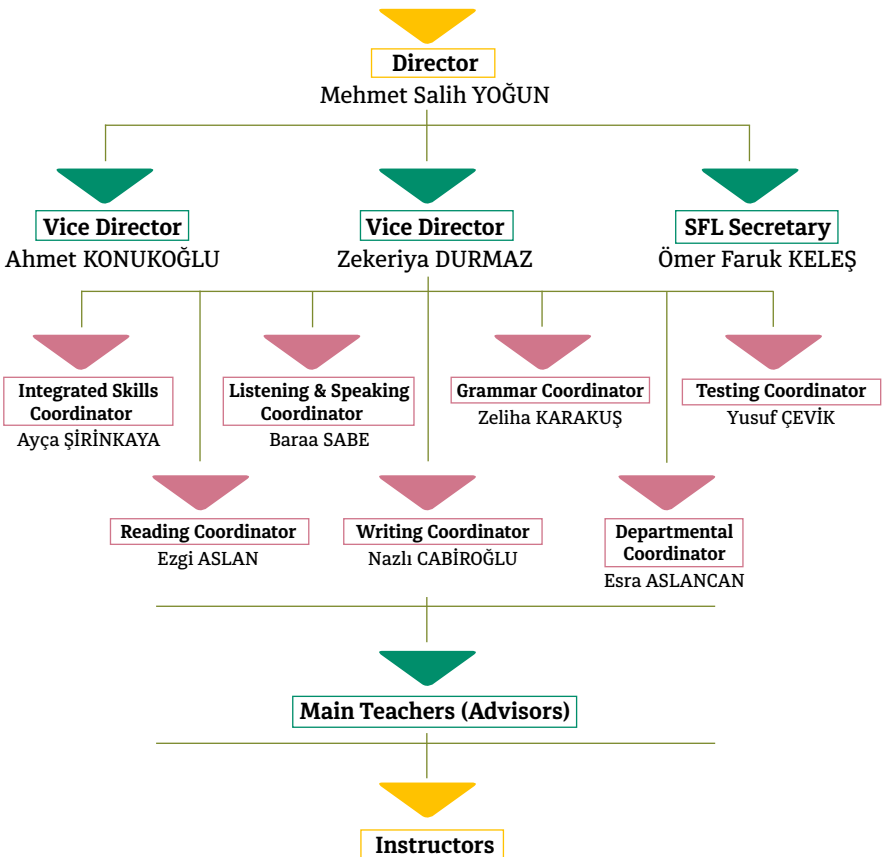 Director
Mehmet Salih YOĞUN
Vice Director
Ahmet KONUKOĞLU
Vice Director
Zekeriya DURMAZ
SFL Secretary
Ömer Faruk KELEŞ
Integrated Skills
Coordinator
Ayça ŞİRİNKAYA
Listening & Speaking
Coordinator
Baraa SABE
Grammar Coordinator
Zeliha KARAKUŞ
Testing Coordinator
Yusuf ÇEVİK
Reading Coordinator
Ezgi ASLAN
Writing Coordinator
Nazlı CABİROĞLU
Departmental
Coordinator
Esra ASLANCAN
Main Teachers (Advisors)
Instructors